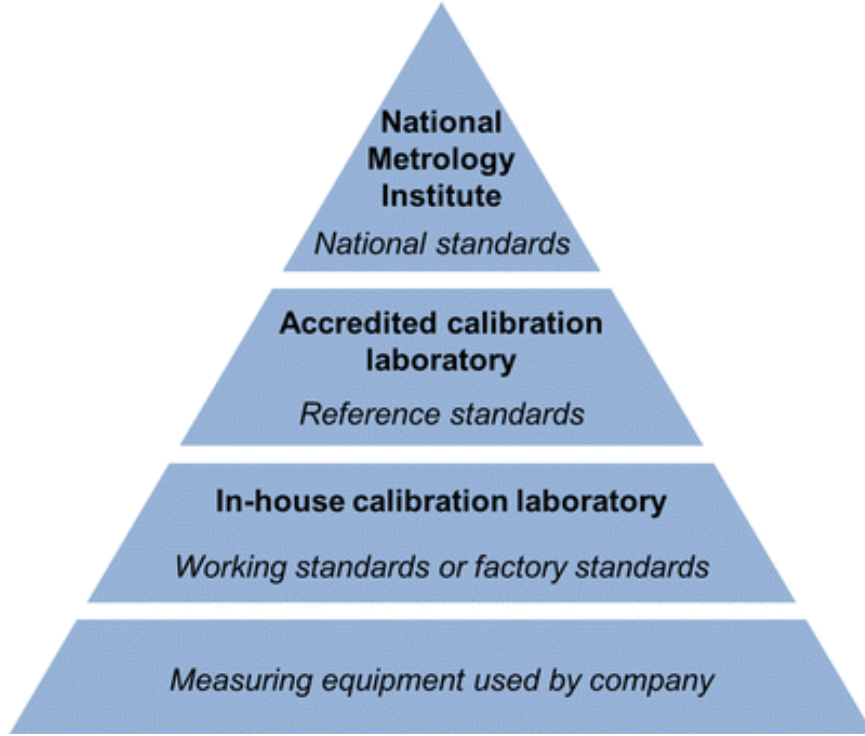 National
Metrology
Institute
National standards
Accredited calibration
laboratory
Reference standards
In-house calibration laboratory
Working standards or factory standards
Measuring equipment used by company